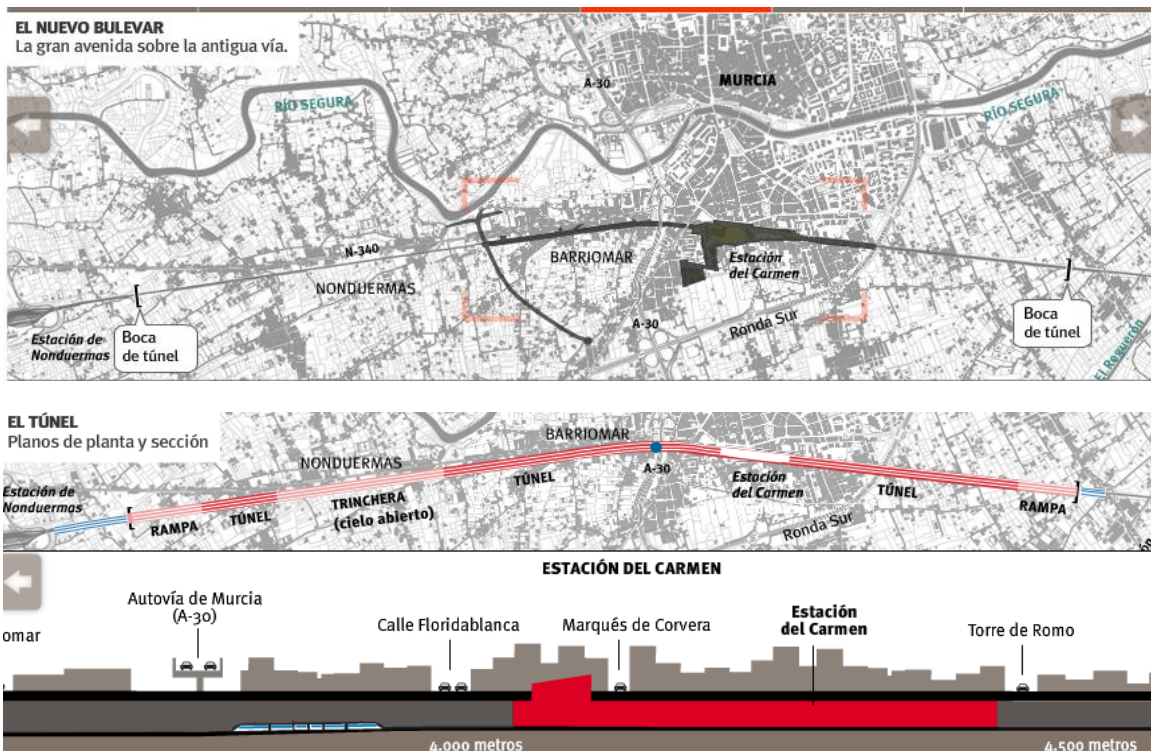 EL NUEVO BULEVAR
La gran avenida sobre la antigua vía.
A-30
MURCIA
RÍO SEGURA
RÍO SEGURA
N-340
BARRIOMAR
Estación
del Carmen
NONDUERMAS
Estación de
Nonduermas
Boca
de túnel
A-30
Ronda Sur
Boca
de túnel
El Reguerón
EL TÚNEL
Planos de planta y sección
BARRIOMAR
NONDUERMAS
A-30
Estación
del Carmen
Estación de
Nonduermas
RAMPA
TÚNEL
TRINCHERA
(cielo abierto)
TÚNEL
TÚNEL
RAMPA
Ronda Sur
ón
ESTACIÓN DEL CARMEN
omar
Autovía de Murcia
(A-30)
Calle Floridablanca
Marqués de Corvera
Estación
del Carmen
Torre de Romo
4.000 metros
4.500 metros